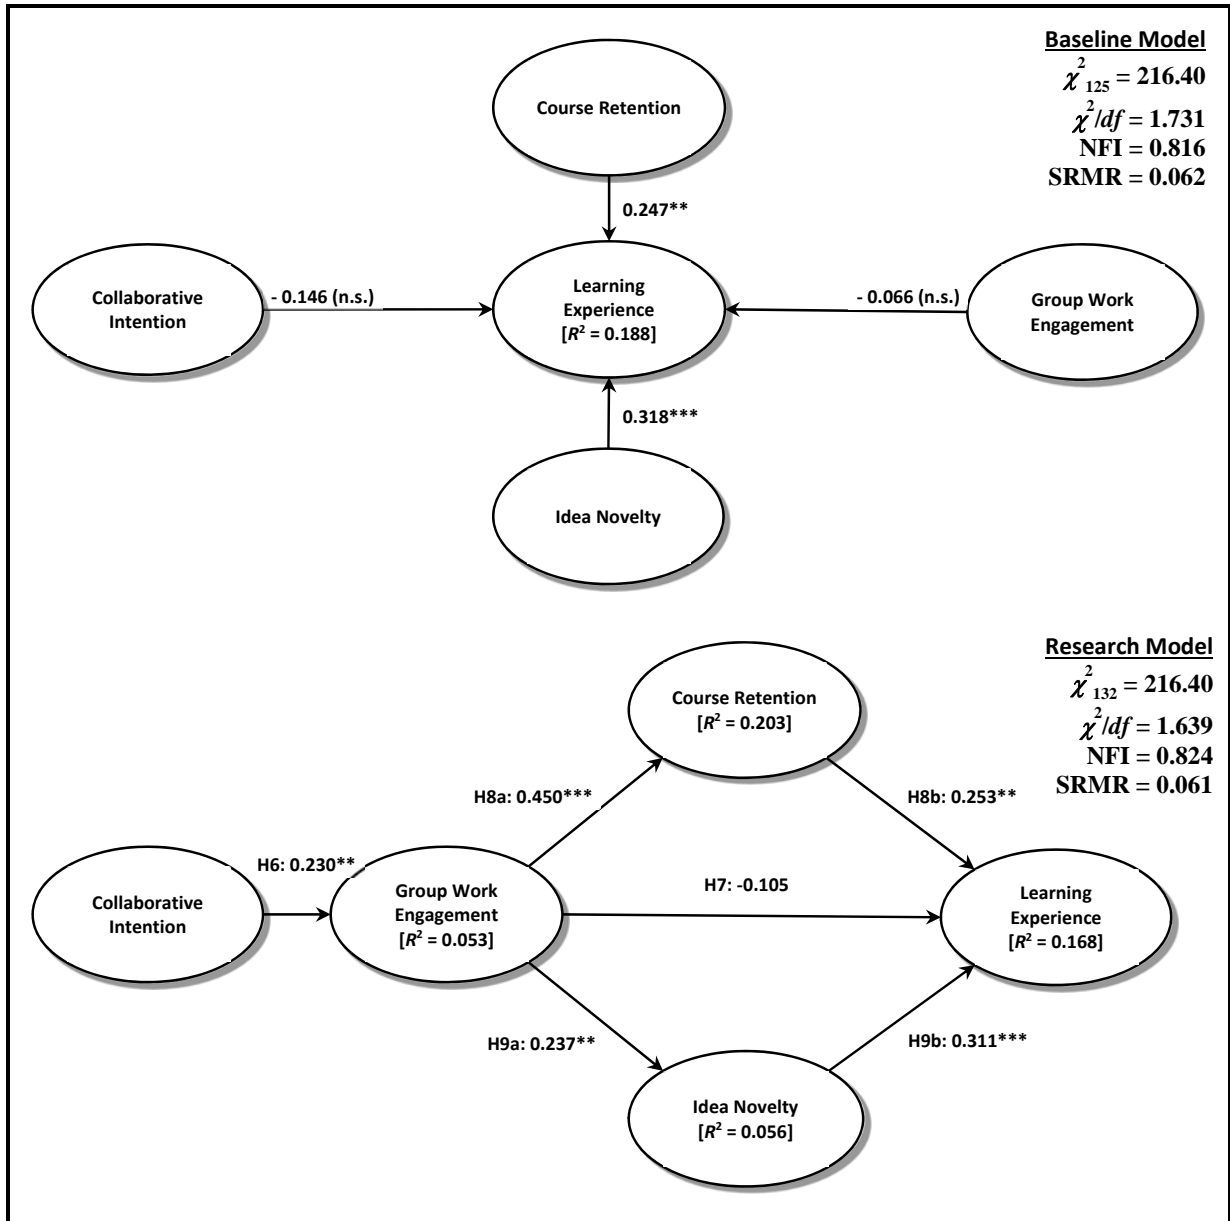 Baseline Model
χ²₁₂₅ = 216.40
χ²/df = 1.731
NFI = 0.816
SRMR = 0.062
Course Retention
0.247**
Collaborative
Intention
- 0.146 (n.s.)
Learning
Experience
[R² = 0.188]
- 0.066 (n.s.)
Group Work
Engagement
0.318***
Idea Novelty
Research Model
χ²₁₃₂ = 216.40
χ²/df = 1.639
NFI = 0.824
SRMR = 0.061
Course Retention
[R² = 0.203]
H8a: 0.450***
H8b: 0.253**
Collaborative
Intention
H6: 0.230**
Group Work
Engagement
[R² = 0.053]
H7: -0.105
Learning
Experience
[R² = 0.168]
H9a: 0.237**
H9b: 0.311***
Idea Novelty
[R² = 0.056]